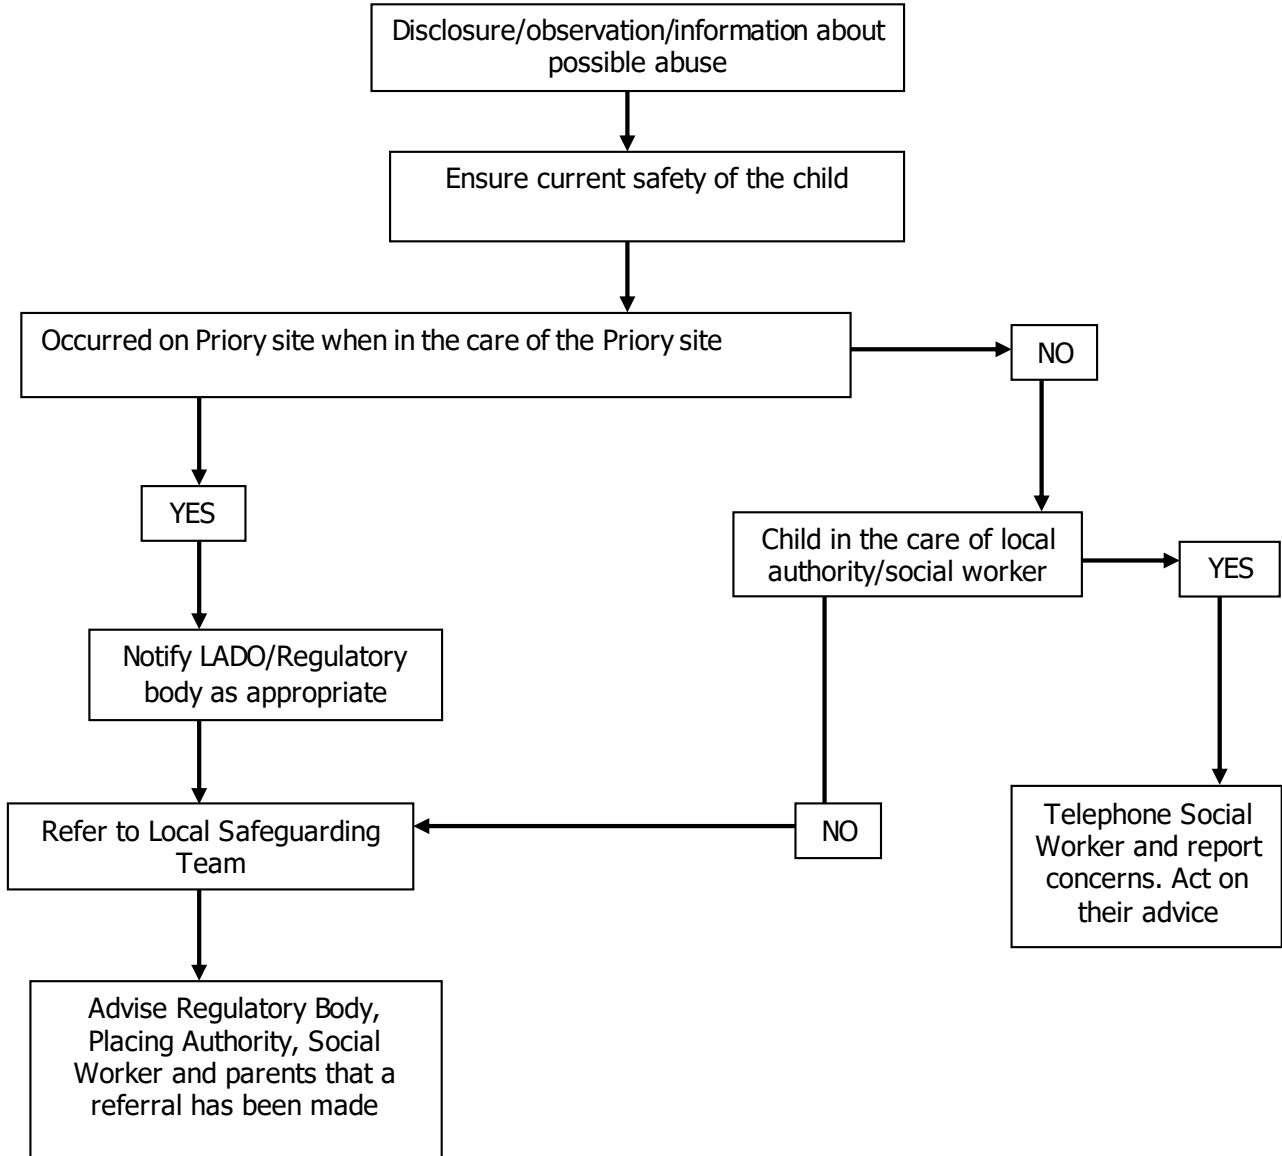 Disclosure/observation/information about
possible abuse
Ensure current safety of the child
Occurred on Priory site when in the care of the Priory site
NO
YES
Child in the care of local
authority/social worker
YES
Notify LADO/Regulatory
body as appropriate
Refer to Local Safeguarding
Team
NO
Telephone Social
Worker and report
concerns. Act on
their advice
Advise Regulatory Body,
Placing Authority, Social
Worker and parents that a
referral has been made